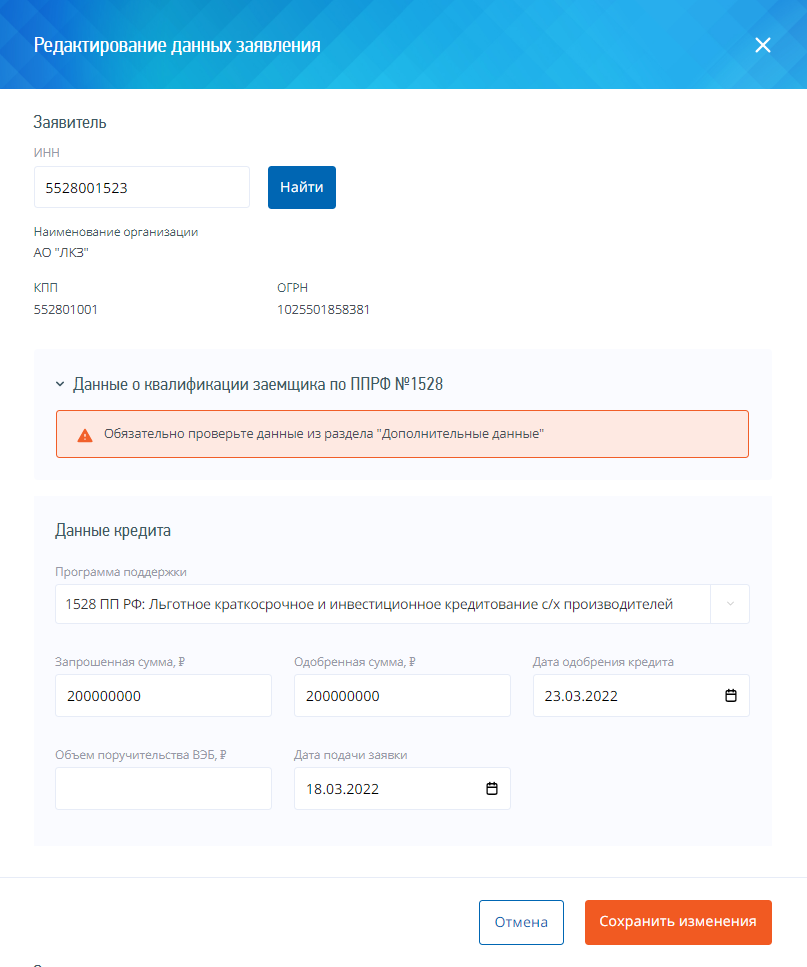 Редактирование данных заявления
Заявитель
ИНН
5528001523
Найти
Наименование организации
АО "ЛКЗ"
КПП
ОГРН
552801001
1025501858381
Данные о квалификации заемщика по ППРФ №1528
Обязательно проверьте данные из раздела "Дополнительные данные"
Данные кредита
Программа поддержки
1528 ПП РФ: Льготное краткосрочное и инвестиционное кредитование с/х производителей
Запрошенная сумма, ₽
Одобренная сумма, ₽
Дата одобрения кредита
200000000
200000000
23.03.2022
Объем поручительства ВЭБ, ₽
Дата подачи заявки
18.03.2022
Отмена
Сохранить изменения